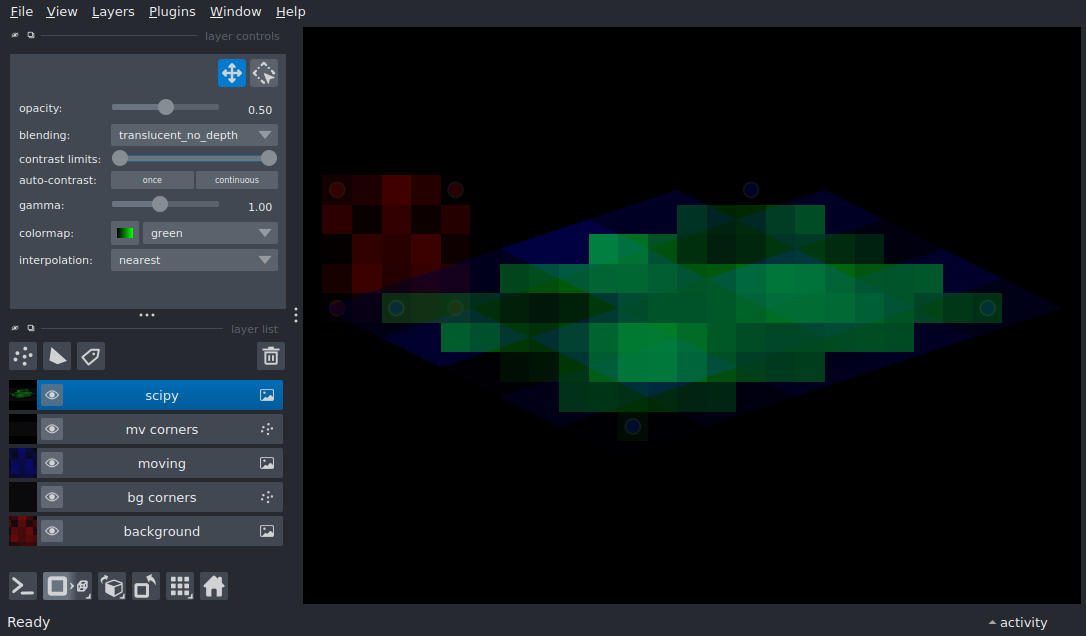 File View Layers Plugins Window Help
layer controls
opacity: 0.50
blending: translucent_no_depth
contrast limits:
auto-contrast: once continuous
gamma: 1.00
colormap: green
interpolation: nearest
layer list
scipy
mv corners
moving
bg corners
background
Ready activity